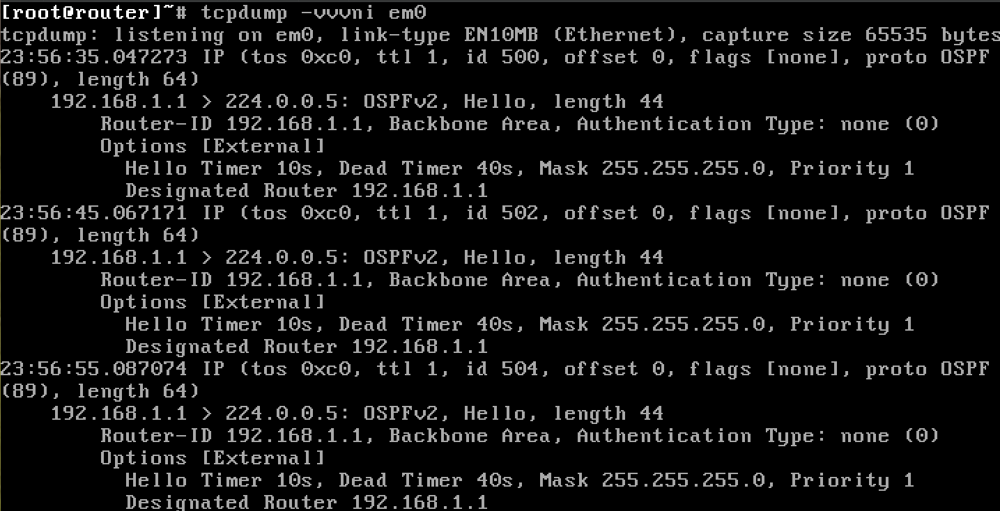 [root@router]~# tcpdump -vvvni em0
tcpdump: listening on em0, link-type EN10MB (Ethernet), capture size 65535 bytes
23:56:35.047273 IP (tos 0xc0, ttl 1, id 500, offset 0, flags [none], proto OSPF
(89), length 64)
    192.168.1.1 > 224.0.0.5: OSPFv2, Hello, length 44
        Router-ID 192.168.1.1, Backbone Area, Authentication Type: none (0)
        Options [External]
          Hello Timer 10s, Dead Timer 40s, Mask 255.255.255.0, Priority 1
          Designated Router 192.168.1.1
23:56:45.067171 IP (tos 0xc0, ttl 1, id 502, offset 0, flags [none], proto OSPF
(89), length 64)
    192.168.1.1 > 224.0.0.5: OSPFv2, Hello, length 44
        Router-ID 192.168.1.1, Backbone Area, Authentication Type: none (0)
        Options [External]
          Hello Timer 10s, Dead Timer 40s, Mask 255.255.255.0, Priority 1
          Designated Router 192.168.1.1
23:56:55.087074 IP (tos 0xc0, ttl 1, id 504, offset 0, flags [none], proto OSPF
(89), length 64)
    192.168.1.1 > 224.0.0.5: OSPFv2, Hello, length 44
        Router-ID 192.168.1.1, Backbone Area, Authentication Type: none (0)
        Options [External]
          Hello Timer 10s, Dead Timer 40s, Mask 255.255.255.0, Priority 1
          Designated Router 192.168.1.1